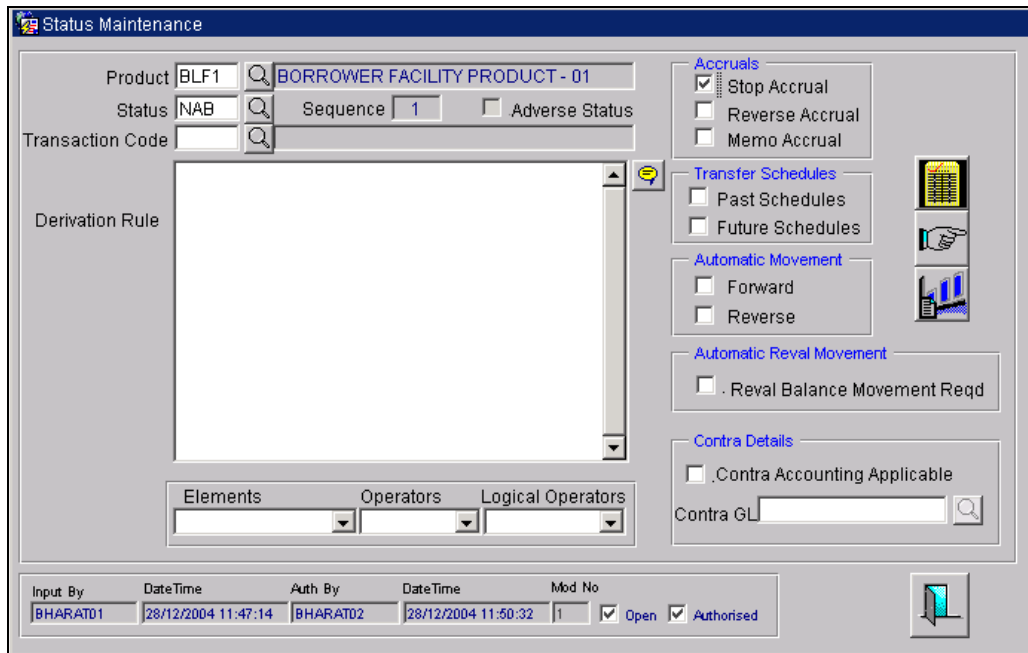 Status Maintenance
Product BLF1 BORROWER FACILITY PRODUCT - 01
Status NAB Sequence 1 Adverse Status
Transaction Code
Derivation Rule
Elements Operators Logical Operators
Accruals
Stop Accrual
Reverse Accrual
Memo Accrual
Transfer Schedules
Past Schedules
Future Schedules
Automatic Movement
Forward
Reverse
Automatic Reval Movement
. Reval Balance Movement Reqd
Contra Details
.Contra Accounting Applicable
Contra GL
Input By DateTime Auth By DateTime Mod No
BHARAT01 28/12/2004 11:47:14 BHARAT02 28/12/2004 11:50:32 1 Open Authorised